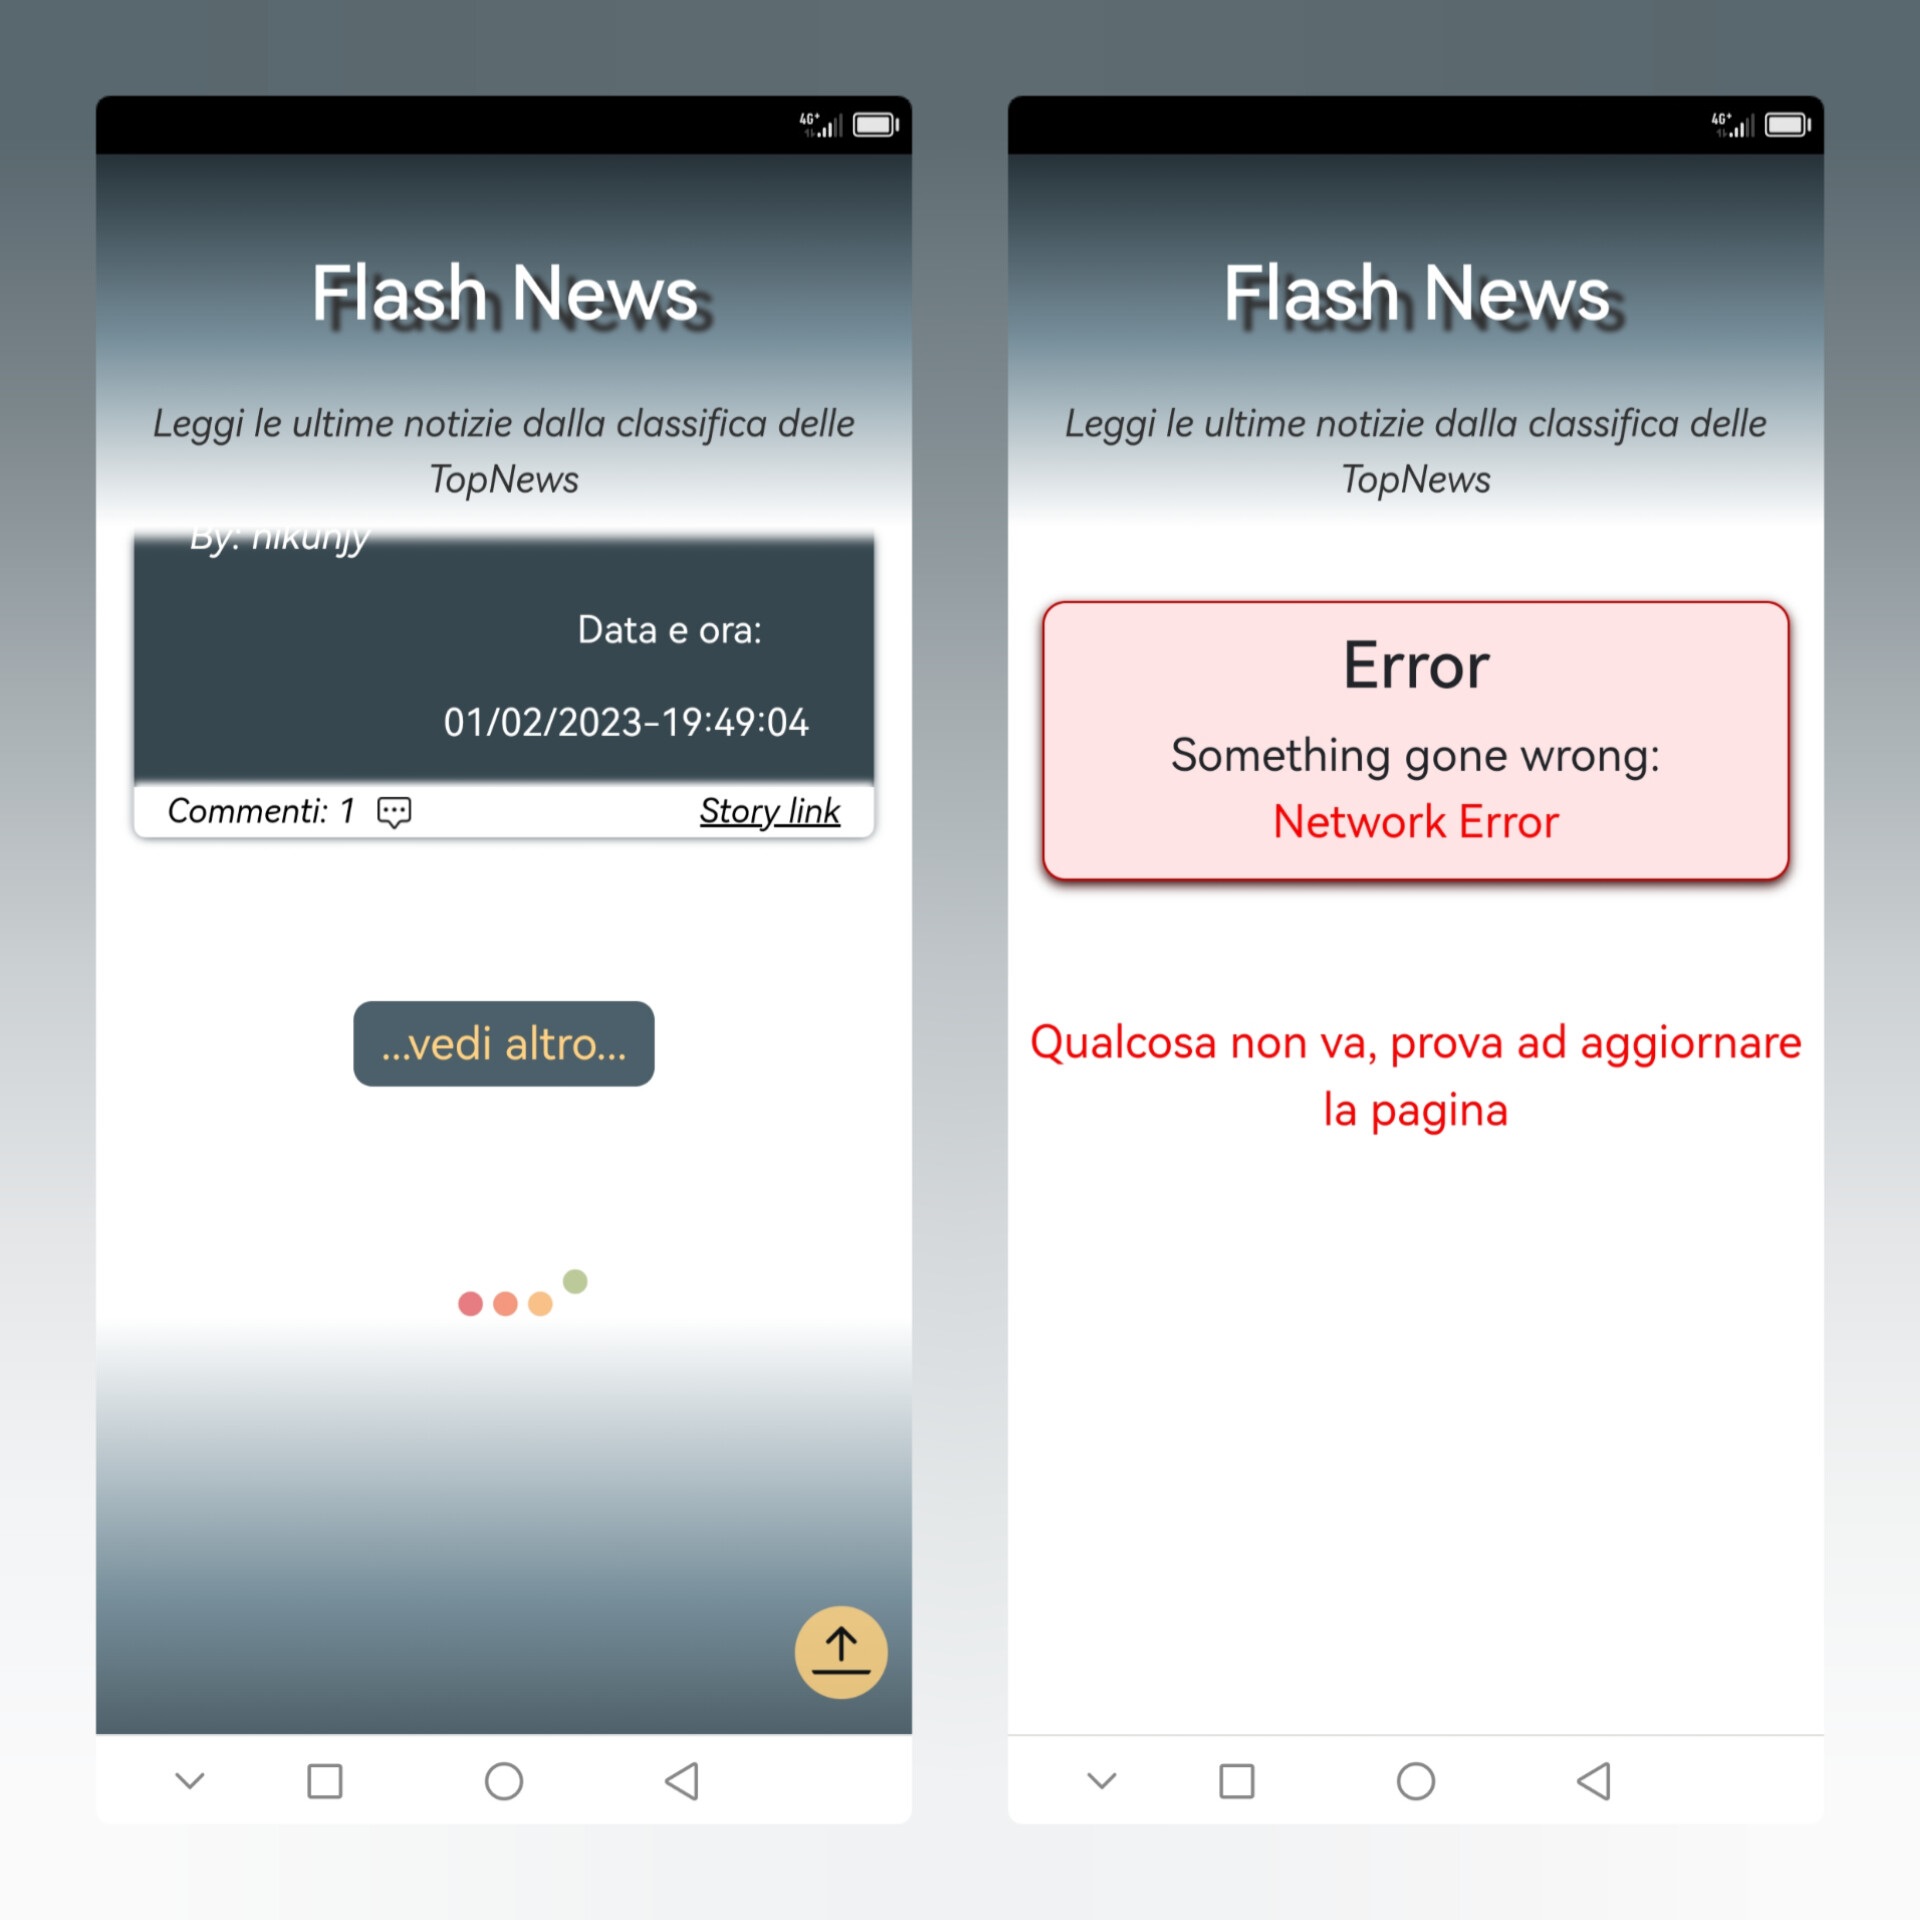 4G+
Flash News
Leggi le ultime notizie dalla classifica delle
TopNews
By: nikunjy
Data e ora:
01/02/2023-19:49:04
Commenti: 1
Story link
...vedi altro...
4G+
Flash News
Leggi le ultime notizie dalla classifica delle
TopNews
Error
Something gone wrong:
Network Error
Qualcosa non va, prova ad aggiornare
la pagina